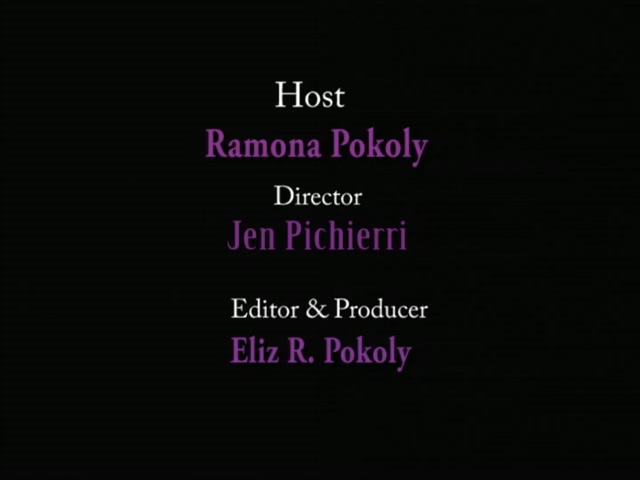 Host
Ramona Pokoly
Director
Jen Pichierri
Editor & Producer
Eliz R. Pokoly